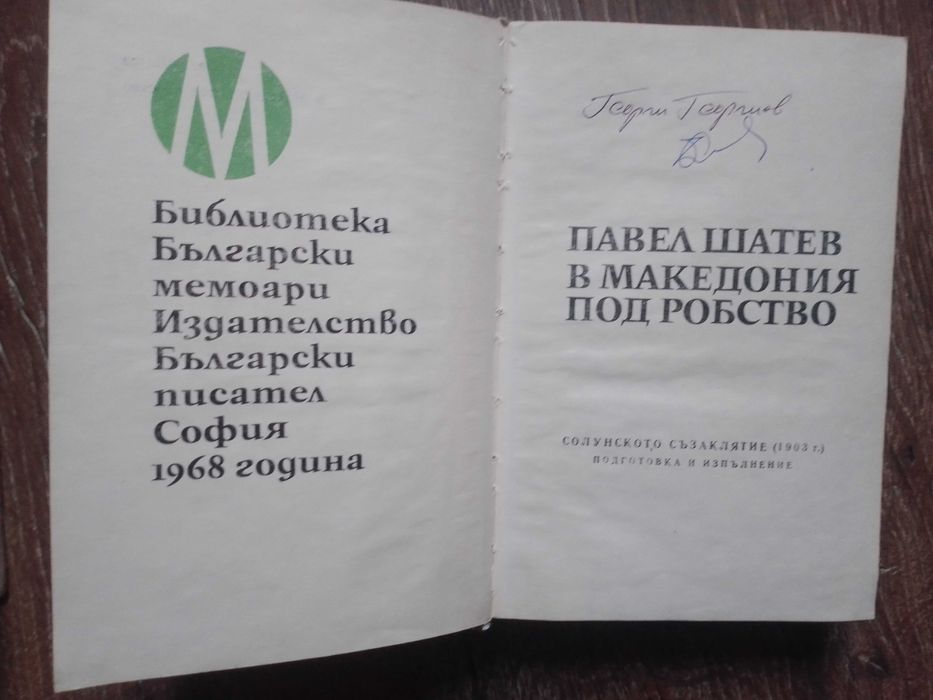 М
Библиотека
Български
мемоари
Издателство
Български
писател
София
1968 година
Георги Георгиов
ПАВЕЛ ШАТЕВ
В МАКЕДОНИЯ
ПОД РОБСТВО
СОЛУНСКОТО СЪЗАКЛЯТИЕ (1903 г.)
ПОДГОТОВКА И ИЗПЪЛНЕНИЕ